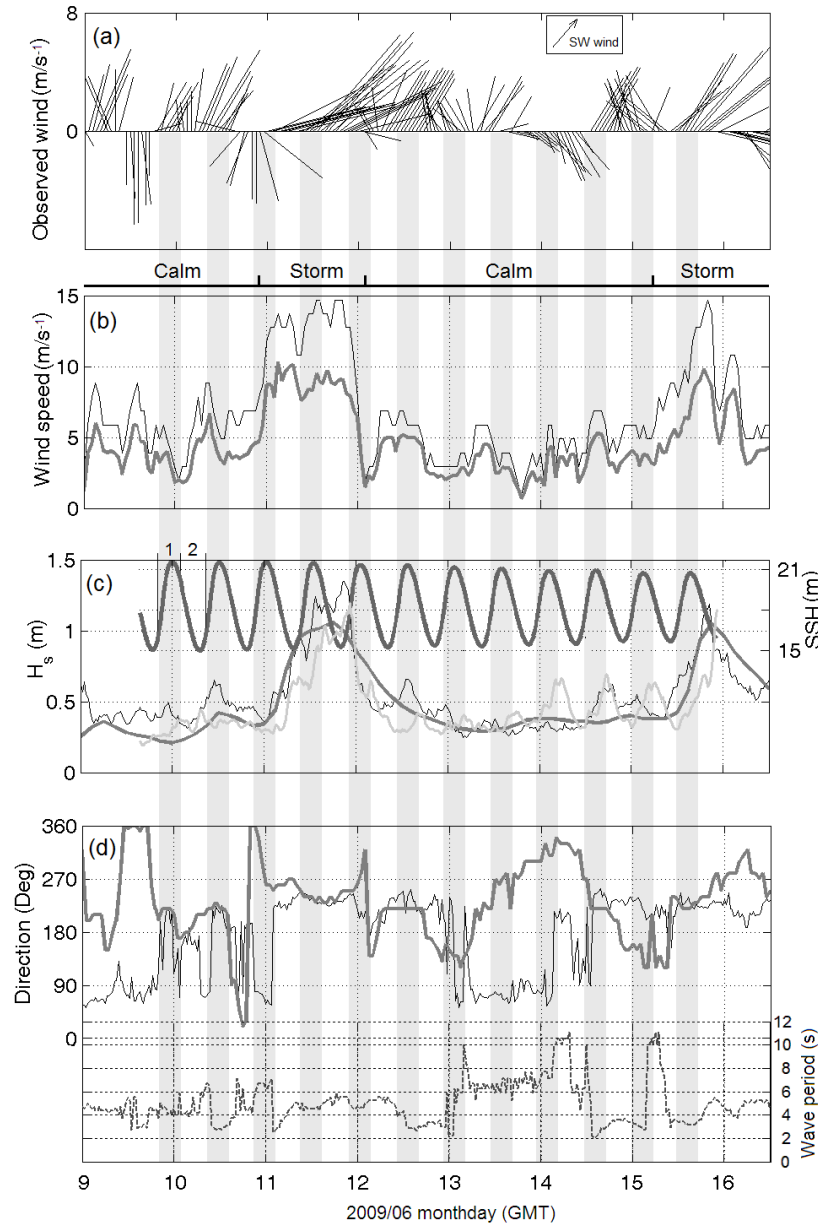 8
(a)
SW wind
0
Observed wind (m/s⁻¹)
Calm
Storm
Calm
Storm
15
(b)
10
5
0
Wind speed (m/s⁻¹)
1 2
1.5
(c)
21
1
15
0.5
0
Hₛ (m)
SSH (m)
360
(d)
270
180
90
0
Direction (Deg)
12
10
8
6
4
2
0
Wave period (s)
9 10 11 12 13 14 15 16
2009/06 monthday (GMT)